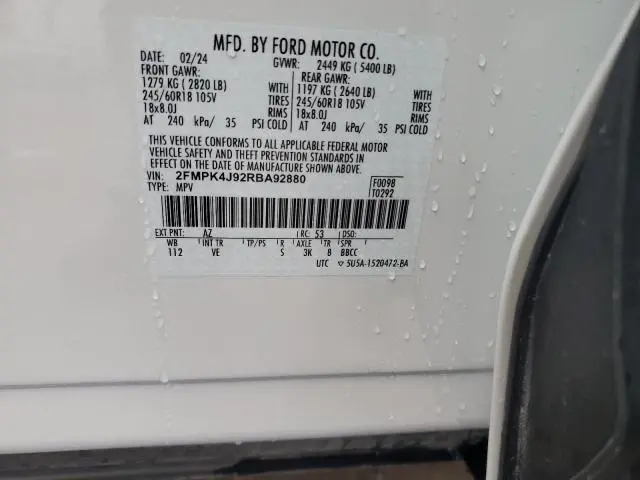 MFD. BY FORD MOTOR CO.
DATE: 02/24 GVWR: 2449 KG ( 5400 LB)
FRONT GAWR: REAR GAWR:
1279 KG ( 2820 LB) WITH 1197 KG ( 2640 LB) WITH
245/60R18 105V TIRES 245/60R18 105V TIRES
18x8.0J RIMS 18x8.0J RIMS
AT 240 kPa/ 35 PSI COLD AT 240 kPa/ 35 PSI COLD
THIS VEHICLE CONFORMS TO ALL APPLICABLE FEDERAL MOTOR
VEHICLE SAFETY AND THEFT PREVENTION STANDARDS IN
EFFECT ON THE DATE OF MANUFACTURE SHOWN ABOVE.
VIN: 2FMPK4J92RBA92880 F0098
TYPE: MPV T0292
EXT PNT: AZ RC: 53 DSO:
WB INT TR TP/PS R AXLE TR SPR
112 VE S 3K 8 BBCC
UTC ▽ 5U5A-1520472-BA